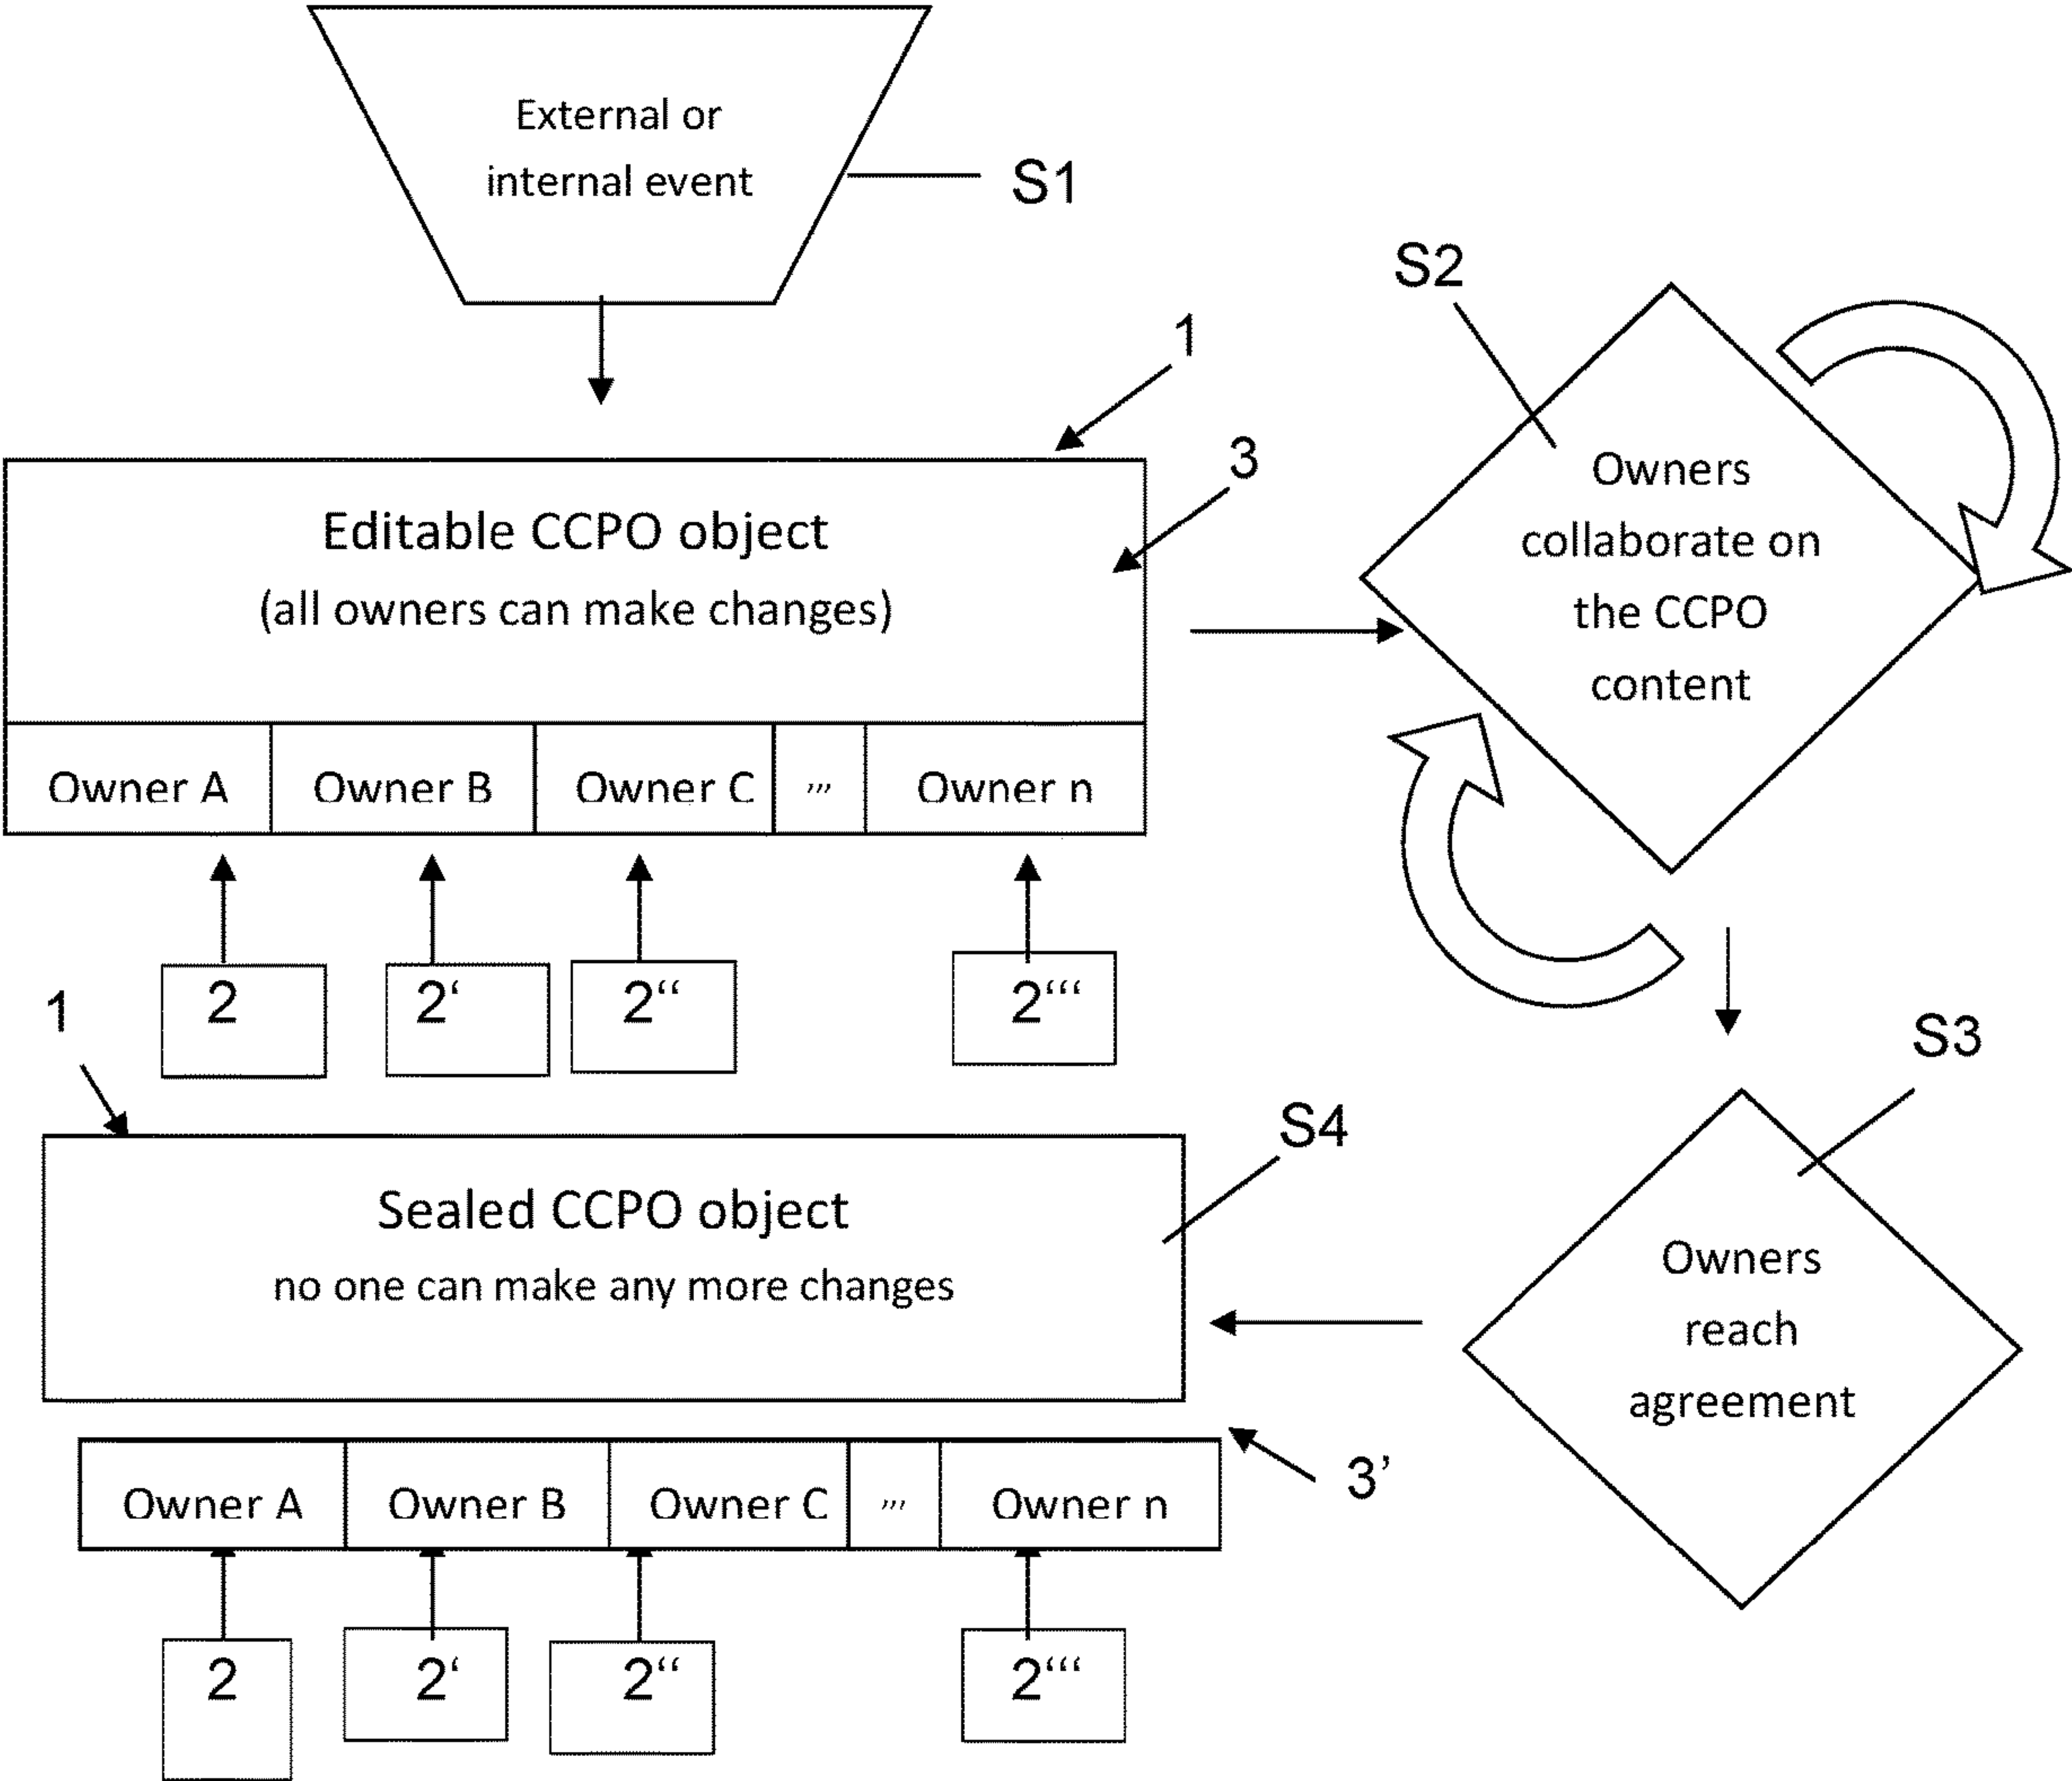 External or
internal event
S1
S2
1
3
Editable CCPO object
(all owners can make changes)
Owners
collaborate on
the CCPO
content
Owner A
Owner B
Owner C
,,,
Owner n
2
2‘
2‘‘
2‘‘‘
1
S3
S4
Sealed CCPO object
no one can make any more changes
Owners
reach
agreement
3’
Owner A
Owner B
Owner C
,,,
Owner n
2
2‘
2‘‘
2‘‘‘